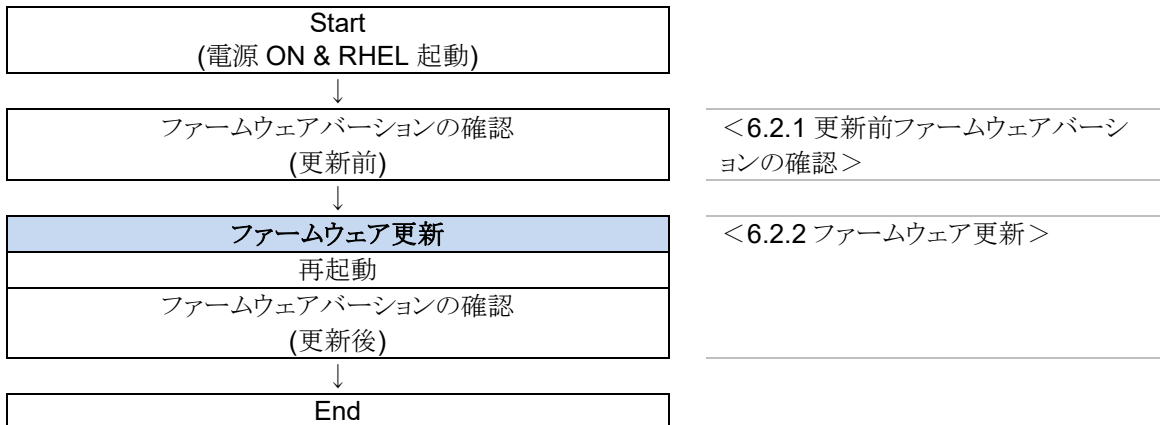 Start
(電源 ON & RHEL 起動)
↓
ファームウェアバージョンの確認
(更新前)
＜6.2.1 更新前ファームウェアバーシ
ョンの確認＞
↓
ファームウェア更新
＜6.2.2 ファームウェア更新＞
再起動
ファームウェアバージョンの確認
(更新後)
↓
End